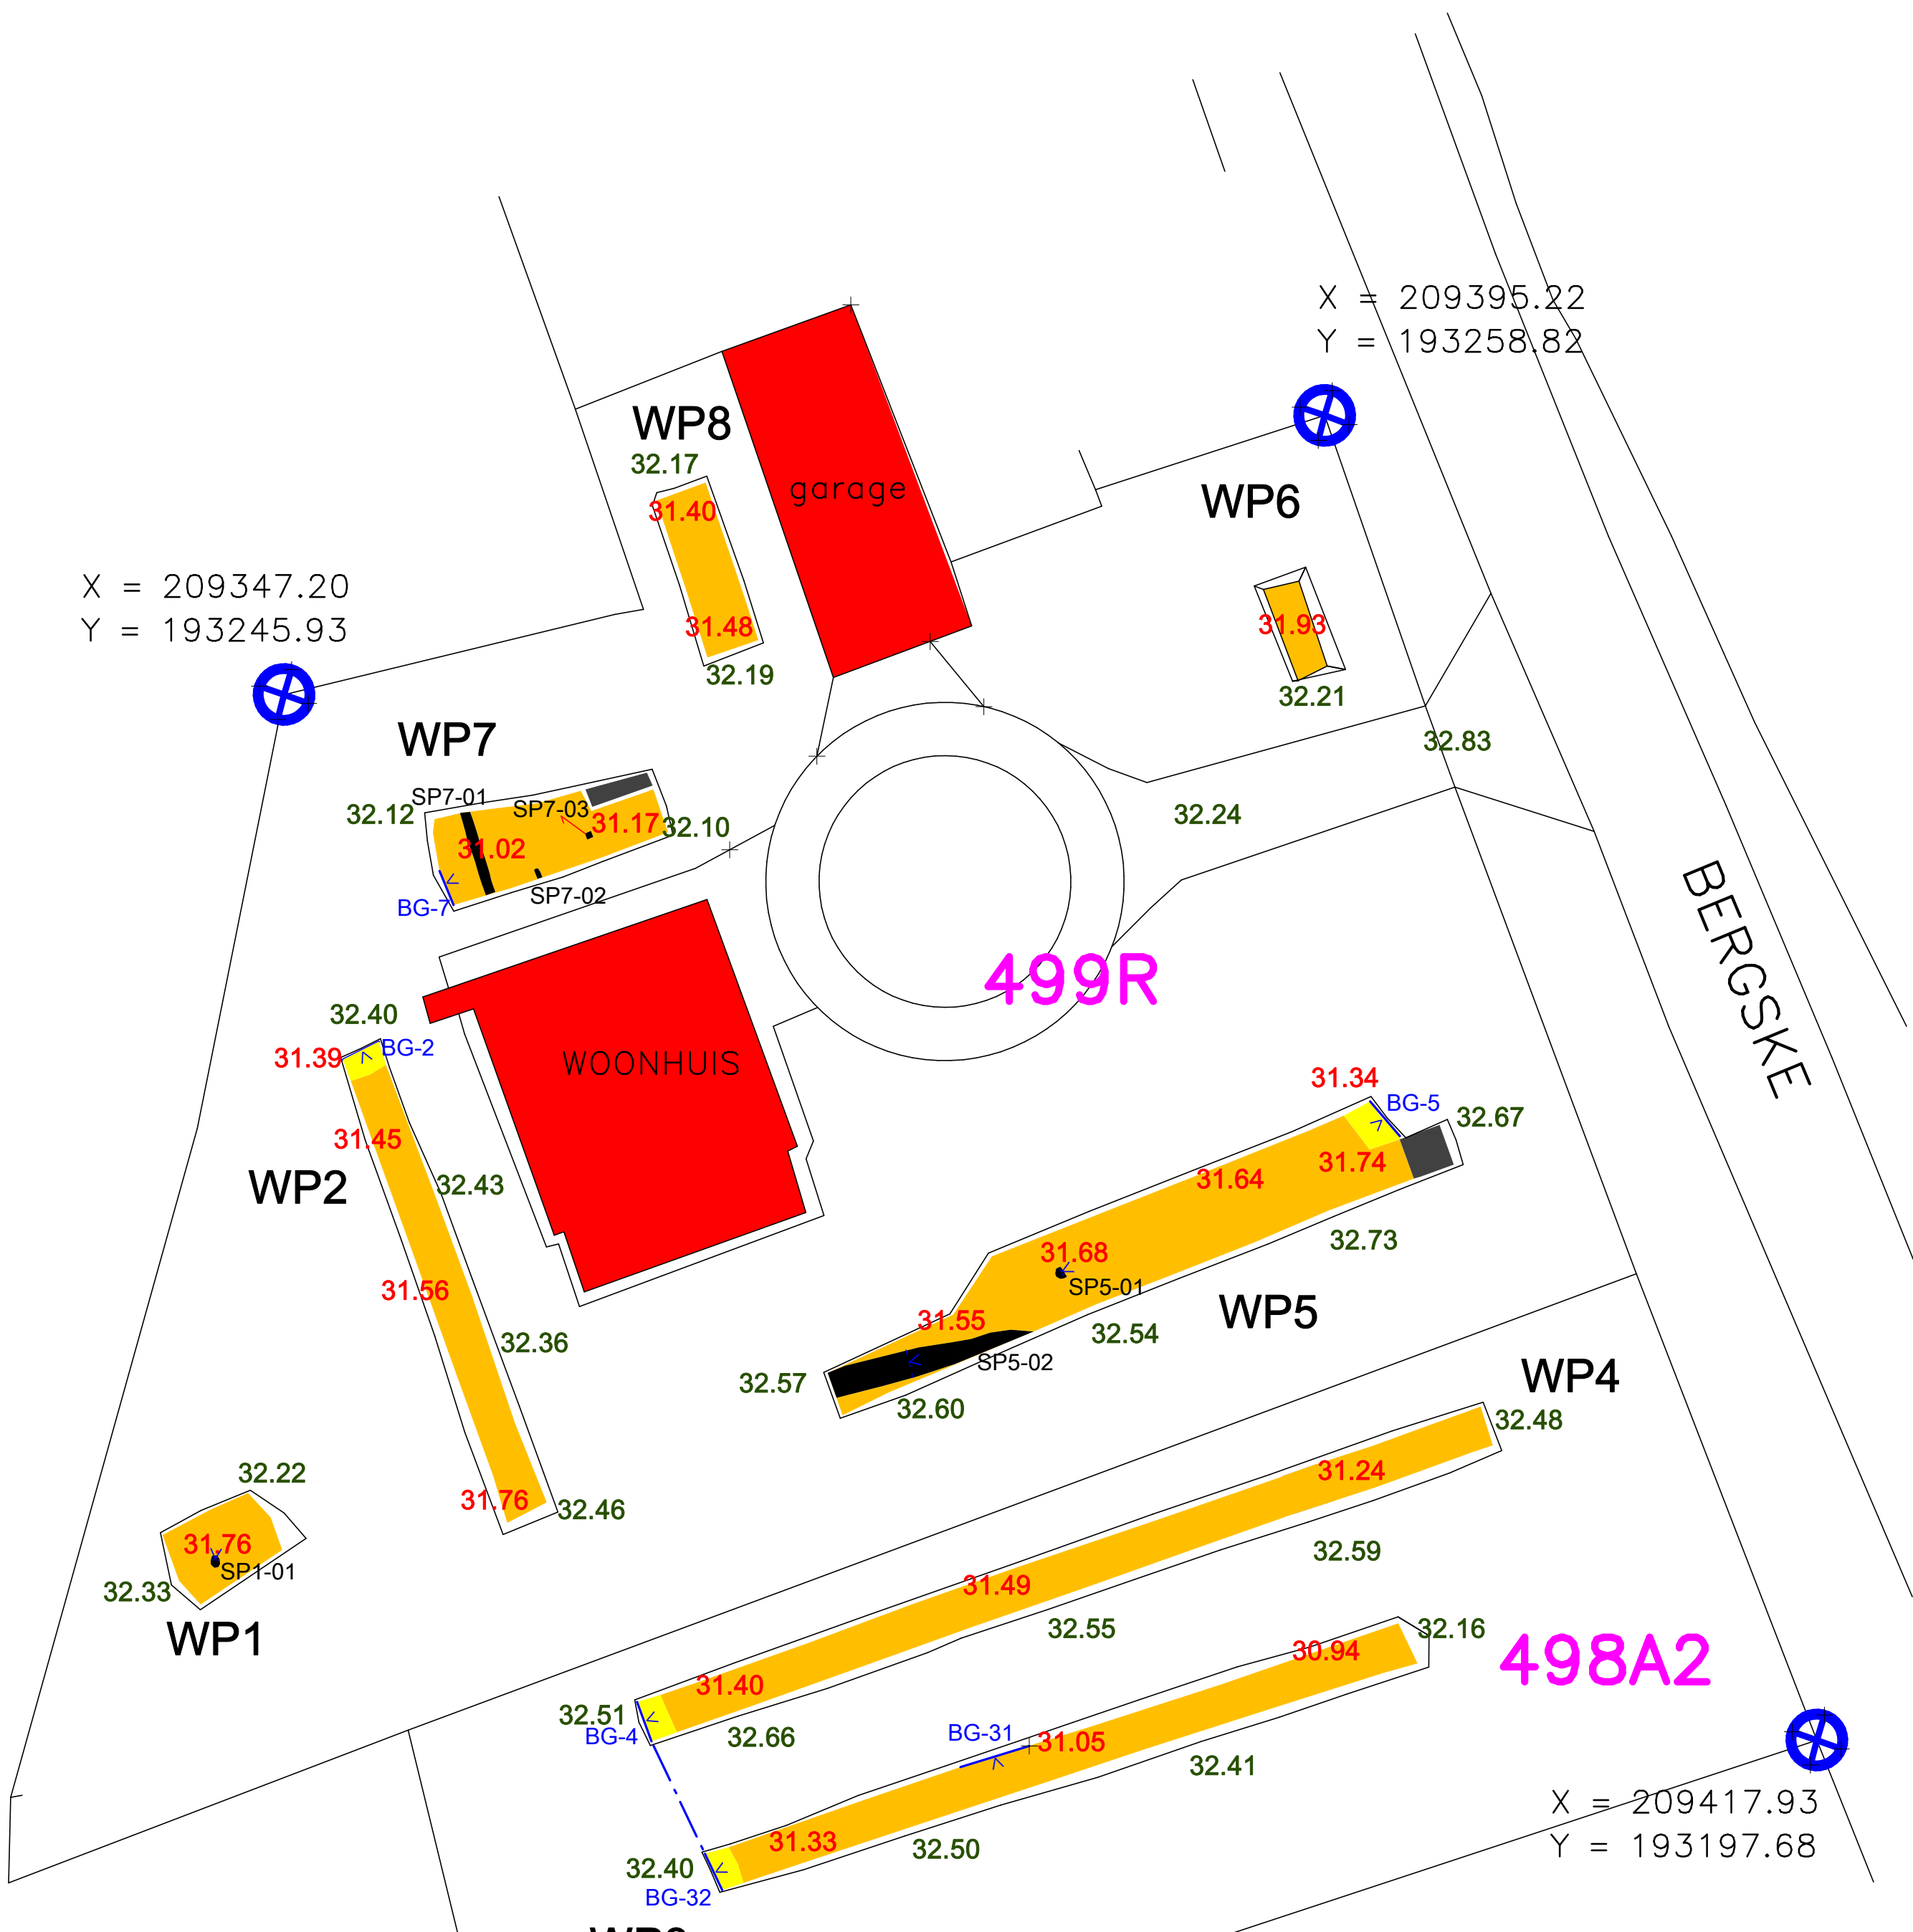 X = 209395.22
Y = 193258.82
WP8
32.17
garage
31.40
WP6
X = 209347.20
Y = 193245.93
31.48
31.93
32.19
32.21
WP7
32.83
SP7-01
SP7-03
32.12
31.17
32.10
32.24
31.02
SP7-02
BG-7
BERGSKE
499R
32.40
31.39
BG-2
WOONHUIS
31.34
BG-5
32.67
31.45
31.74
31.64
WP2
32.43
32.73
31.68
SP5-01
31.56
WP5
31.55
32.54
32.36
SP5-02
32.57
32.60
WP4
32.48
32.22
31.24
31.76
32.46
31.76
SP1-01
32.33
32.59
31.49
WP1
32.55
32.16
30.94
498A2
31.40
32.51
BG-4
32.66
BG-31
31.05
32.41
X = 209417.93
Y = 193197.68
31.33
32.50
32.40
BG-32